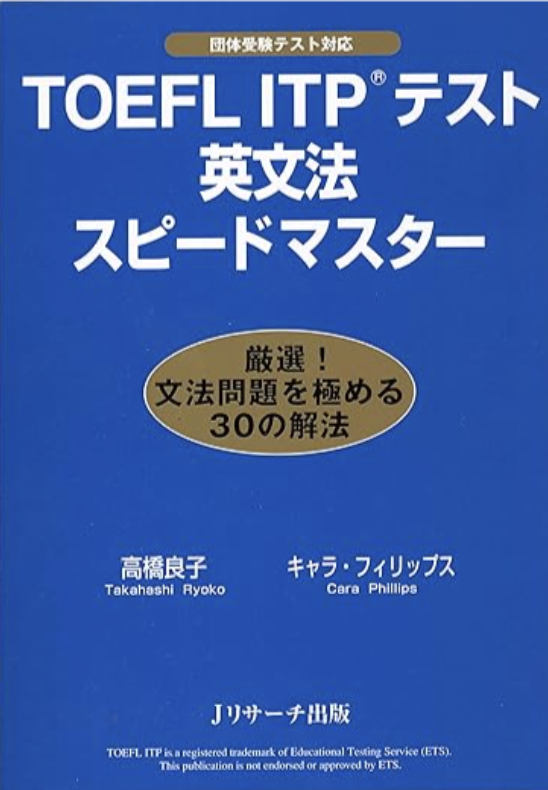 団体受験テスト対応
TOEFL ITP®テスト
英文法
スピードマスター
厳選！
文法問題を極める
30の解法
高橋良子
Takahashi Ryoko
キャラ・フィリップス
Cara Phillips
Jリサーチ出版
TOEFL ITP is a registered trademark of Educational Testing Service (ETS).
This publication is not endorsed or approved by ETS.